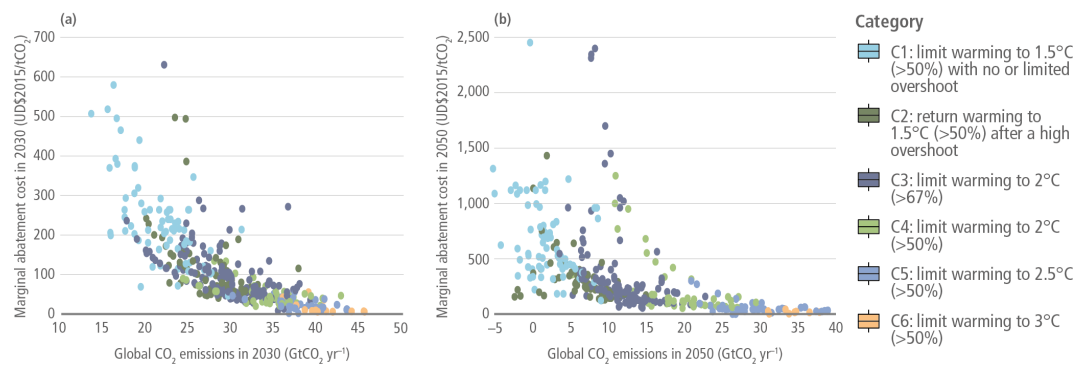 (a)
Marginal abatement cost in 2030 (UD$2015/tCO2)
700
600
500
400
300
200
100
0
10 15 20 25 30 35 40 45 50
Global CO2 emissions in 2030 (GtCO2 yr–1)
(b)
Marginal abatement cost in 2050 (UD$2015/tCO2)
2,500
2,000
1,500
1,000
500
0
–5 0 5 10 15 20 25 30 35 40
Global CO2 emissions in 2050 (GtCO2 yr–1)
Category
C1: limit warming to 1.5°C
(>50%) with no or limited
overshoot
C2: return warming to
1.5°C (>50%) after a high
overshoot
C3: limit warming to 2°C
(>67%)
C4: limit warming to 2°C
(>50%)
C5: limit warming to 2.5°C
(>50%)
C6: limit warming to 3°C
(>50%)